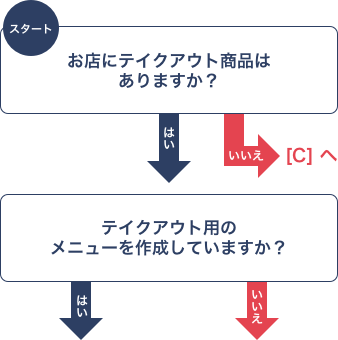 スタート
お店にテイクアウト商品は
ありますか？
はい
いいえ
[C] へ
テイクアウト用の
メニューを作成していますか？
はい
いいえ